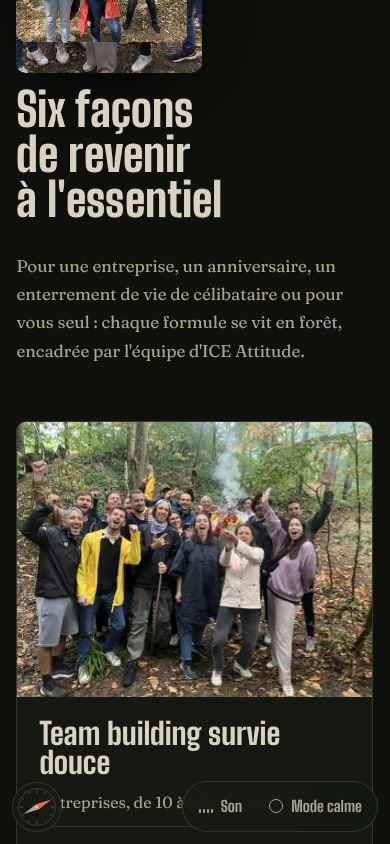 Six façons
de revenir
à l'essentiel
Pour une entreprise, un anniversaire, un
enterrement de vie de célibataire ou pour
vous seul : chaque formule se vit en forêt,
encadrée par l'équipe d'ICE Attitude.
Team building survie
douce
treprises, de 10 à
Son
Mode calme